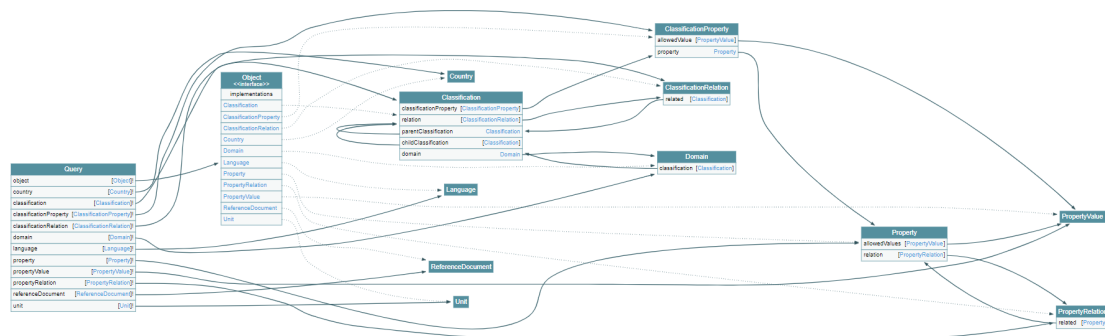 Query
object [Object]!
country [Country]!
classification [Classification]!
classificationProperty [ClassificationProperty]!
classificationRelation [ClassificationRelation]!
domain [Domain]!
language [Language]!
property [Property]!
propertyValue [PropertyValue]!
propertyRelation [PropertyRelation]!
referenceDocument [ReferenceDocument]!
unit [Unit]!
Object
<<interface>>
implementations
Classification
ClassificationProperty
ClassificationRelation
Country
Domain
Language
Property
PropertyRelation
PropertyValue
ReferenceDocument
Unit
Country
Classification
classificationProperty [ClassificationProperty]
relation [ClassificationRelation]
parentClassification Classification
childClassification [Classification]
domain Domain
Language
ReferenceDocument
Unit
ClassificationProperty
allowedValue [PropertyValue]
property Property
ClassificationRelation
related [Classification]
Domain
classification [Classification]
Property
allowedValues [PropertyValue]
relation [PropertyRelation]
PropertyValue
PropertyRelation
related [Property